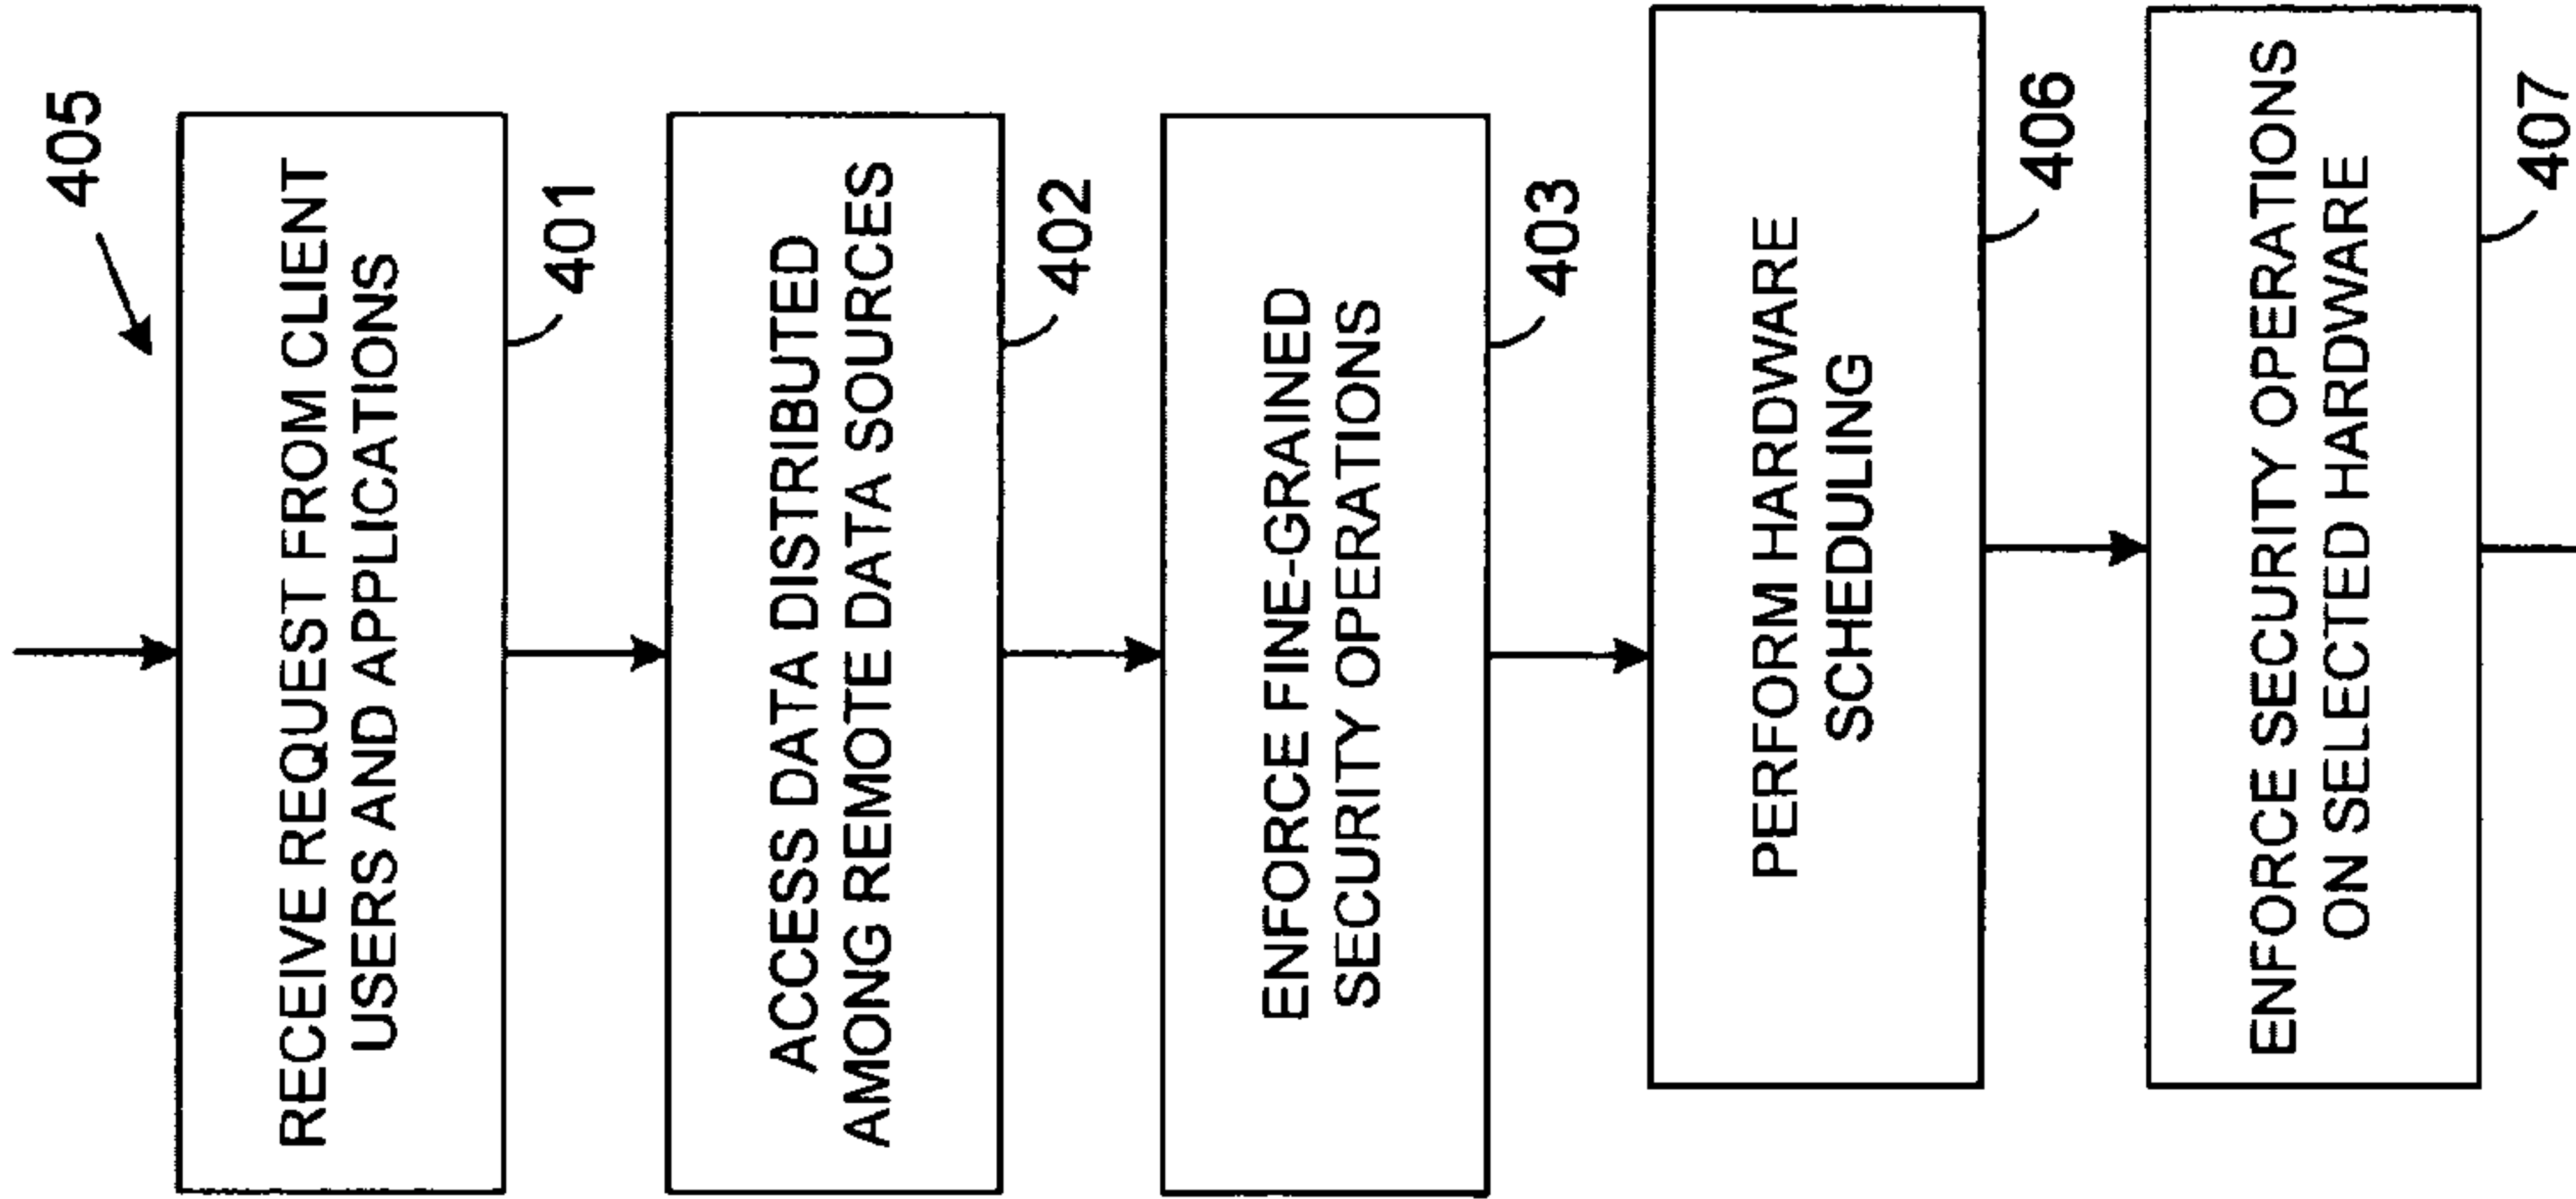 405
RECEIVE REQUEST FROM CLIENT
USERS AND APPLICATIONS
401
ACCESS DATA DISTRIBUTED
AMONG REMOTE DATA SOURCES
402
ENFORCE FINE-GRAINED
SECURITY OPERATIONS
403
PERFORM HARDWARE
SCHEDULING
406
ENFORCE SECURITY OPERATIONS
ON SELECTED HARDWARE
407